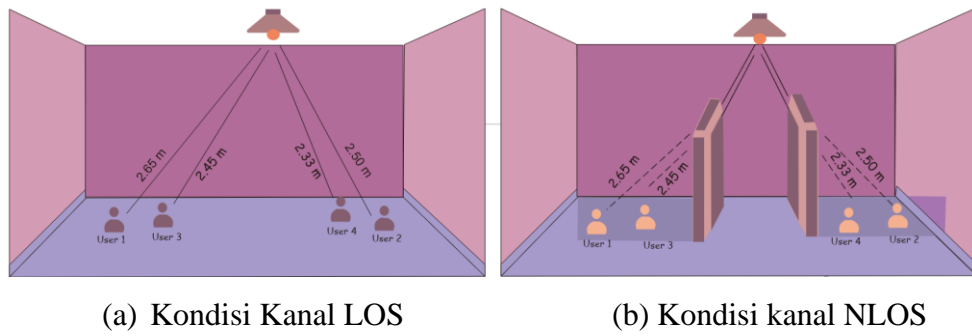 2.65 m
2.45 m
2.33 m
2.50 m
User 1
User 3
User 4
User 2
2.65 m
2.45 m
2.50 m
2.33 m
User 1
User 3
User 4
User 2
(a) Kondisi Kanal LOS
(b) Kondisi kanal NLOS